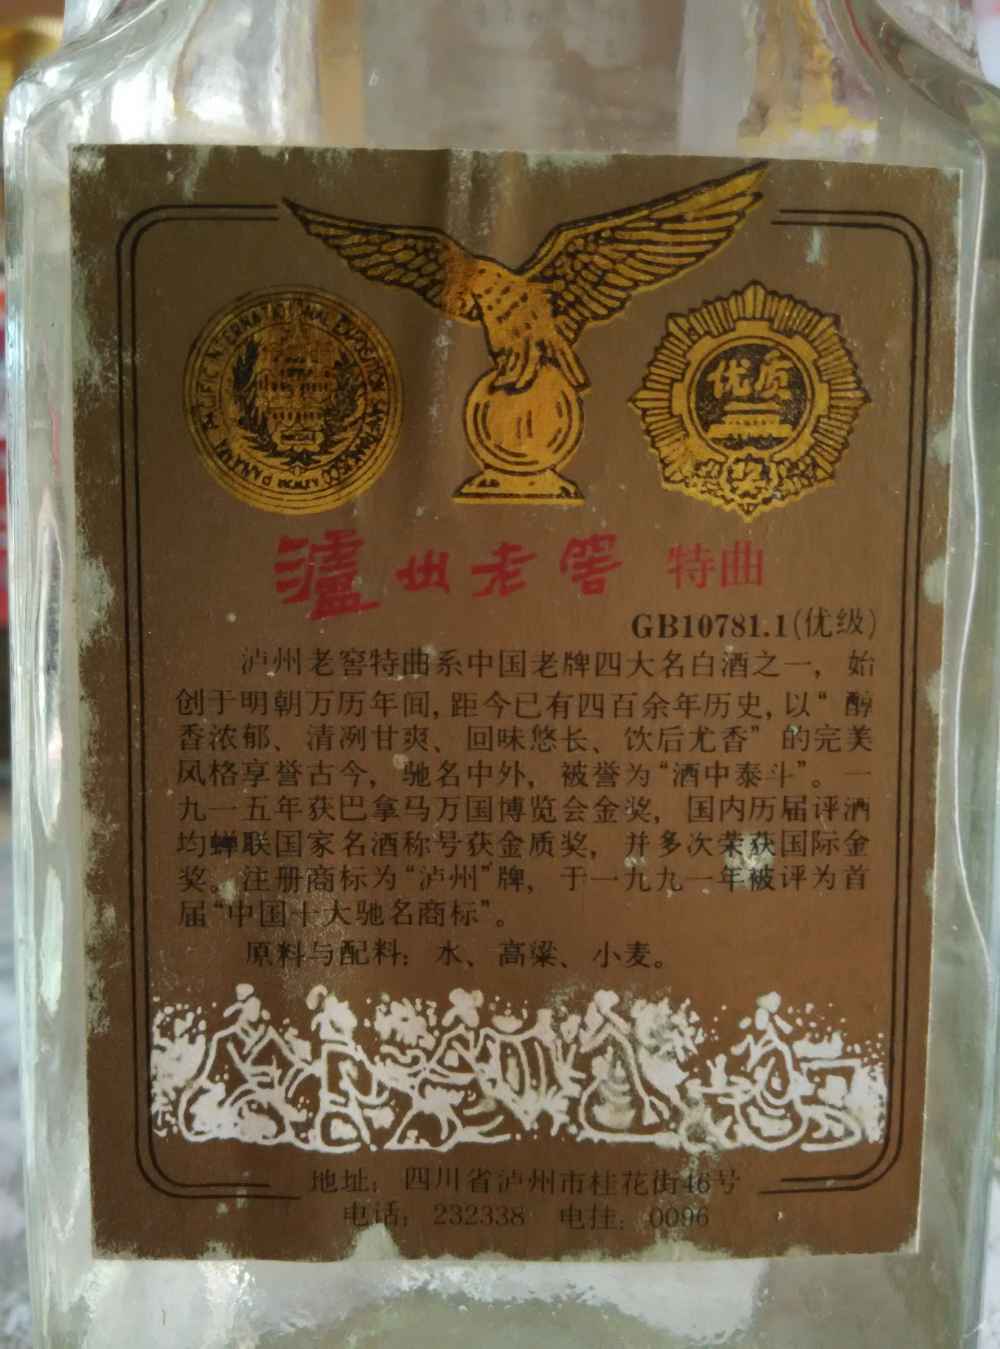 优质
奖
泸州老窖 特曲
GB10781.1(优级)
泸州老窖特曲系中国老牌四大名白酒之一，始
创于明朝万历年间，距今已有四百余年历史，以“醇
香浓郁、清冽甘爽、回味悠长、饮后尤香”的完美
风格享誉古今，驰名中外，被誉为“酒中泰斗”。一
九一五年获巴拿马万国博览会金奖，国内历届评酒
均蝉联国家名酒称号获金质奖，并多次荣获国际金
奖。注册商标为“泸州”牌，于一九九一年被评为首
届“中国十大驰名商标”。
原料与配料：水、高粱、小麦。
地址：四川省泸州市桂花街46号
电话：232338 电挂：0096